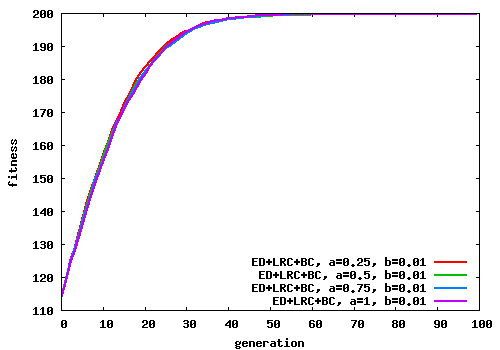 200
190
180
170
160
150
140
130
120
110
fitness
ED+LRC+BC, a=0.25, b=0.01
ED+LRC+BC, a=0.5, b=0.01
ED+LRC+BC, a=0.75, b=0.01
ED+LRC+BC, a=1, b=0.01
0 10 20 30 40 50 60 70 80 90 100
generation